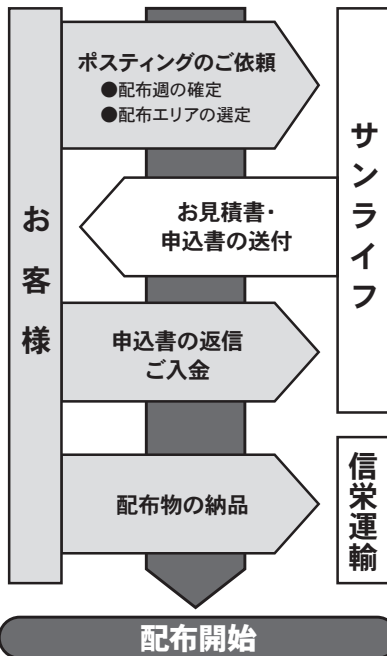 ポスティングのご依頼
●配布週の確定
●配布エリアの選定
お見積書・
申込書の送付
申込書の返信
ご入金
配布物の納品
お客様
サンライフ
信栄運輸
配布開始